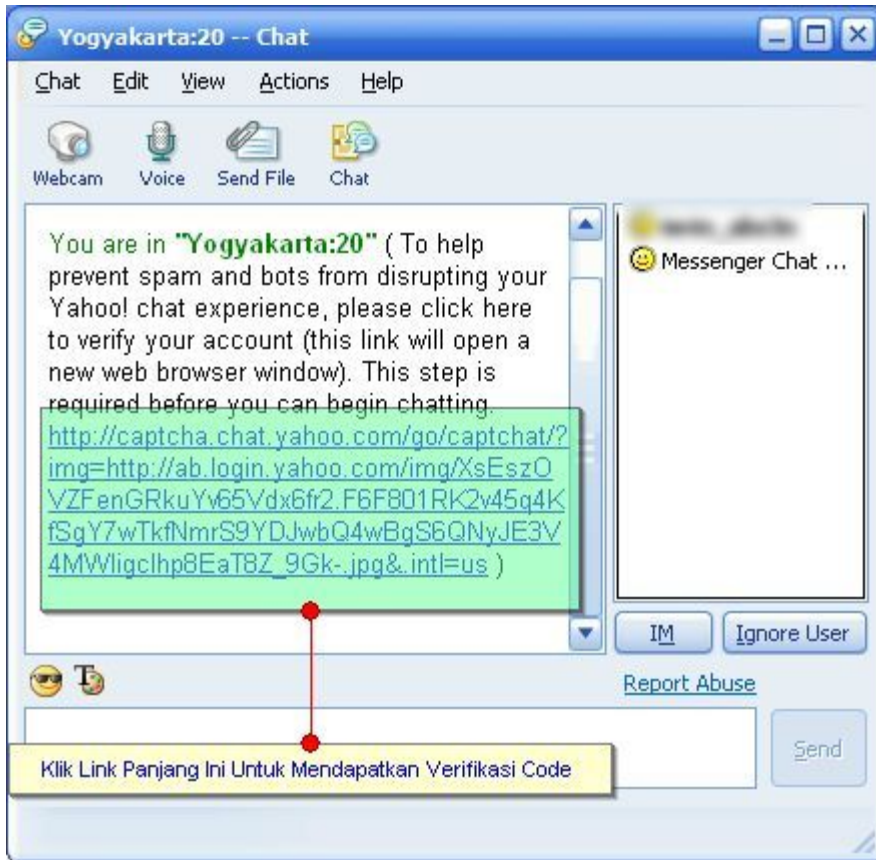 Yogyakarta:20 -- Chat
Chat Edit View Actions Help
Webcam Voice Send File Chat
You are in "Yogyakarta:20" ( To help
prevent spam and bots from disrupting your
Yahoo! chat experience, please click here
to verify your account (this link will open a
new web browser window). This step is
required before you can begin chatting.
http://captcha.chat.yahoo.com/go/captchat/?
img=http://ab.login.yahoo.com/img/XsEszO
VZFenGRkuYv65Vdx6fr2.F6F801RK2v45q4K
fSgY7wTkfNmrS9YDJwbQ4wBgS6QNyJE3V
4MWligclhp8EaT8Z_9Gk-.jpg&.intl=us )
Messenger Chat ...
IM Ignore User
Report Abuse
Send
Klik Link Panjang Ini Untuk Mendapatkan Verifikasi Code